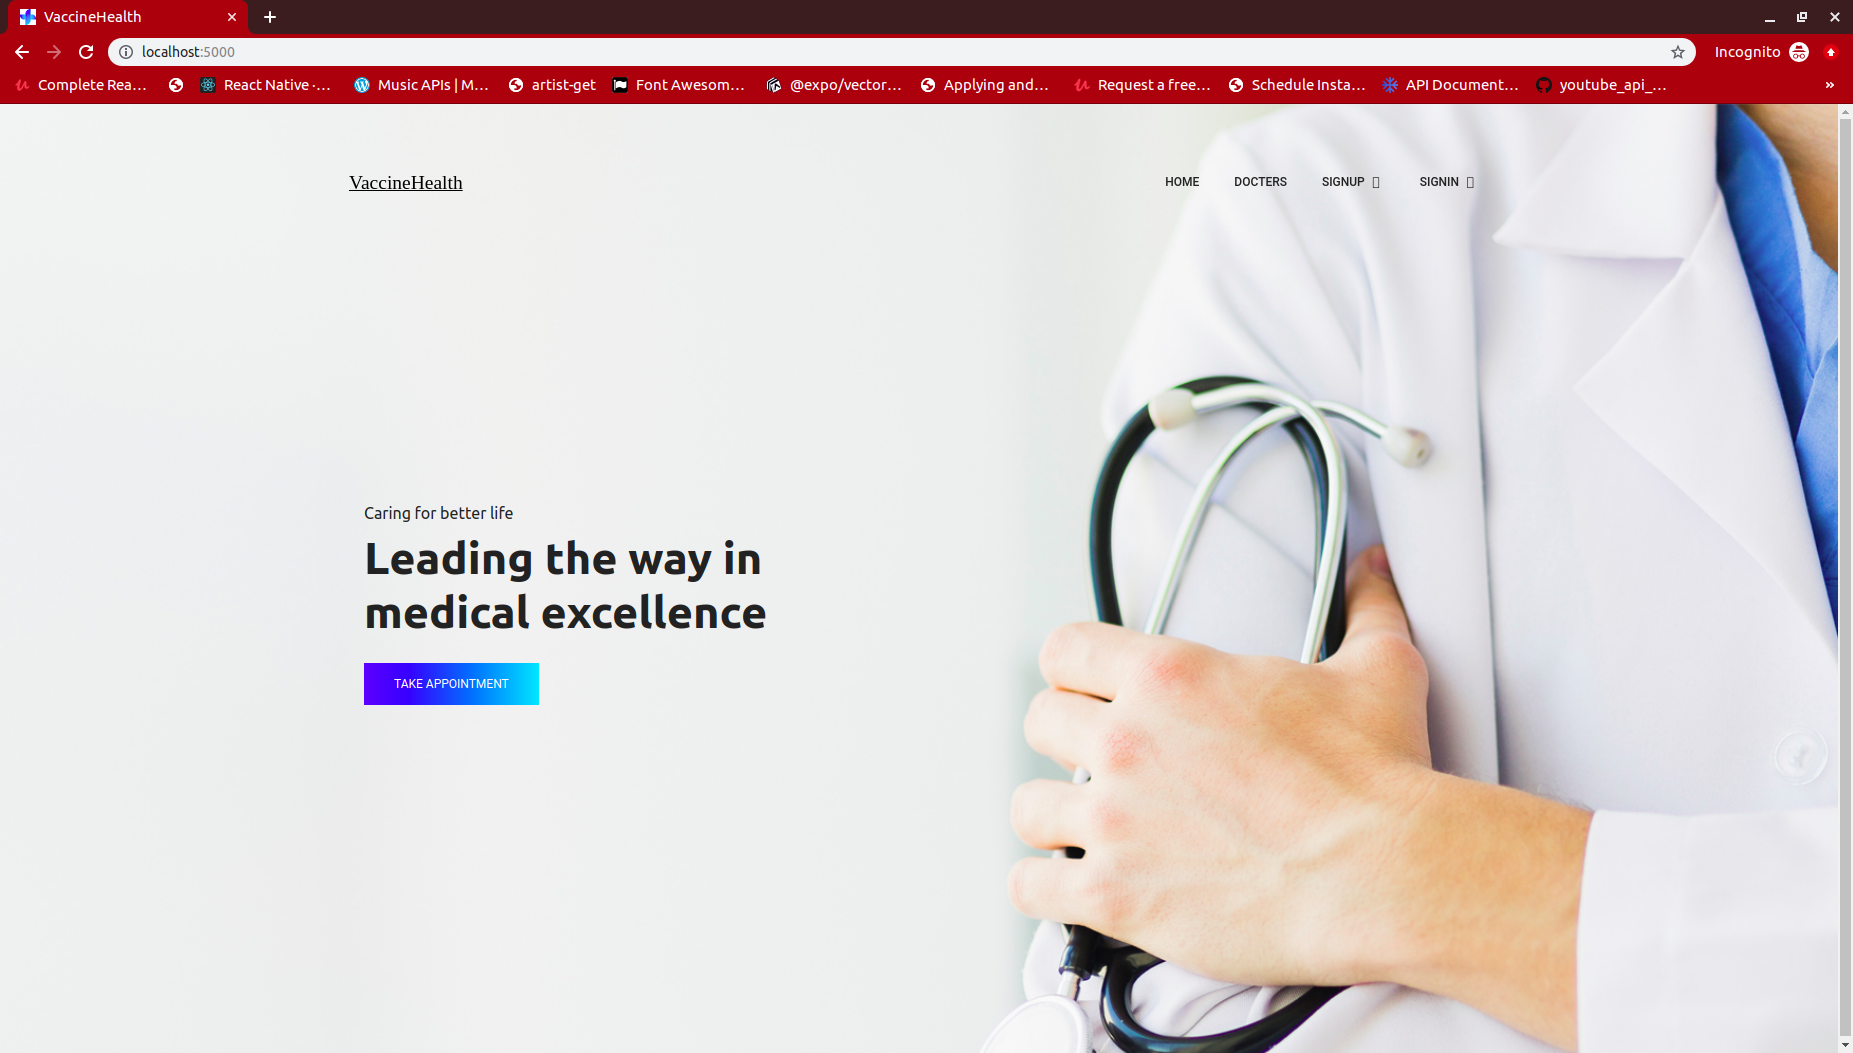 VaccineHealth
localhost:5000
Incognito
Complete Rea...
React Native ·...
Music APIs | M...
artist-get
Font Awesom...
@expo/vector...
Applying and...
Request a free...
Schedule Insta...
API Document...
youtube_api_...
»
VaccineHealth
HOME
DOCTERS
SIGNUP
SIGNIN
Caring for better life
Leading the way in
medical excellence
TAKE APPOINTMENT